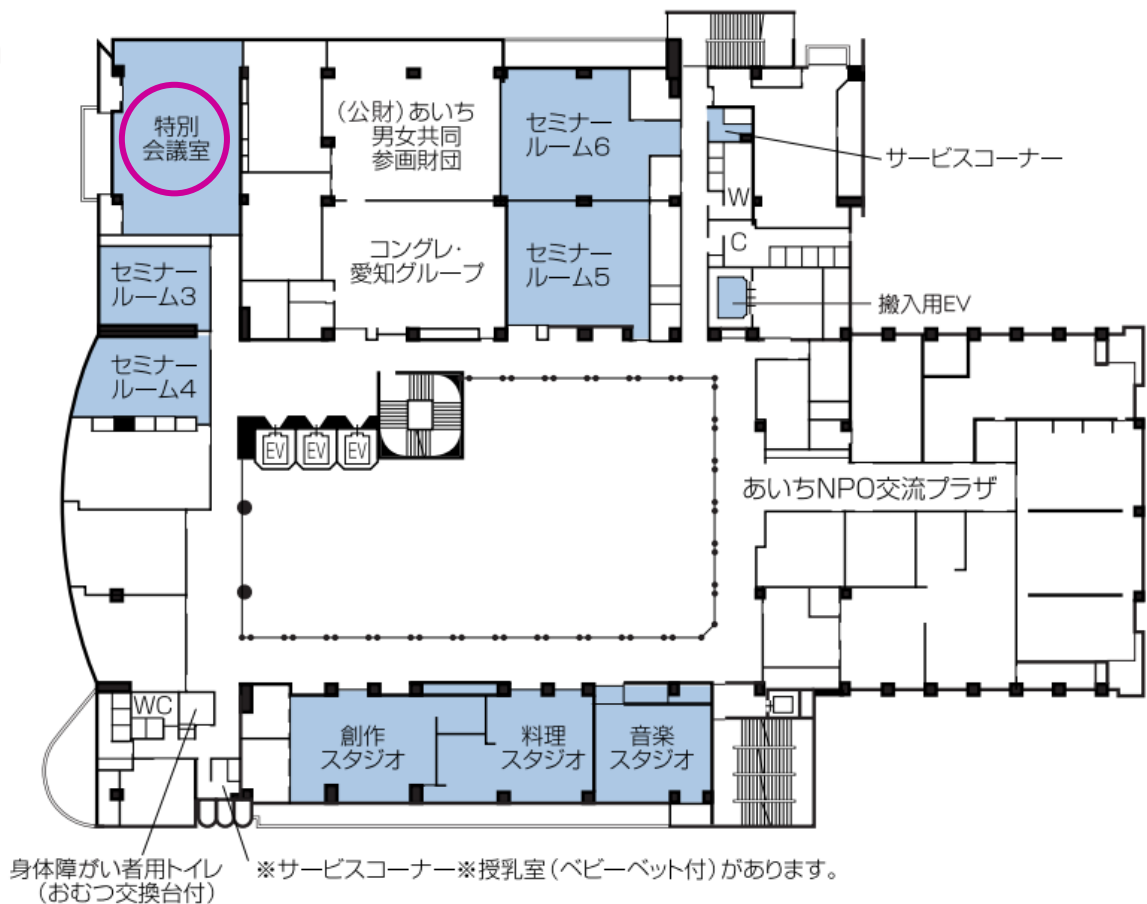 特別
会議室
(公財)あいち
男女共同
参画財団
セミナー
ルーム6
サービスコーナー
W
C
セミナー
ルーム3
コングレ・
愛知グループ
セミナー
ルーム5
搬入用EV
セミナー
ルーム4
EV
EV
EV
あいちNPO交流プラザ
WC
創作
スタジオ
料理
スタジオ
音楽
スタジオ
身体障がい者用トイレ
(おむつ交換台付)
※サービスコーナー※授乳室(ベビーベット付)があります。